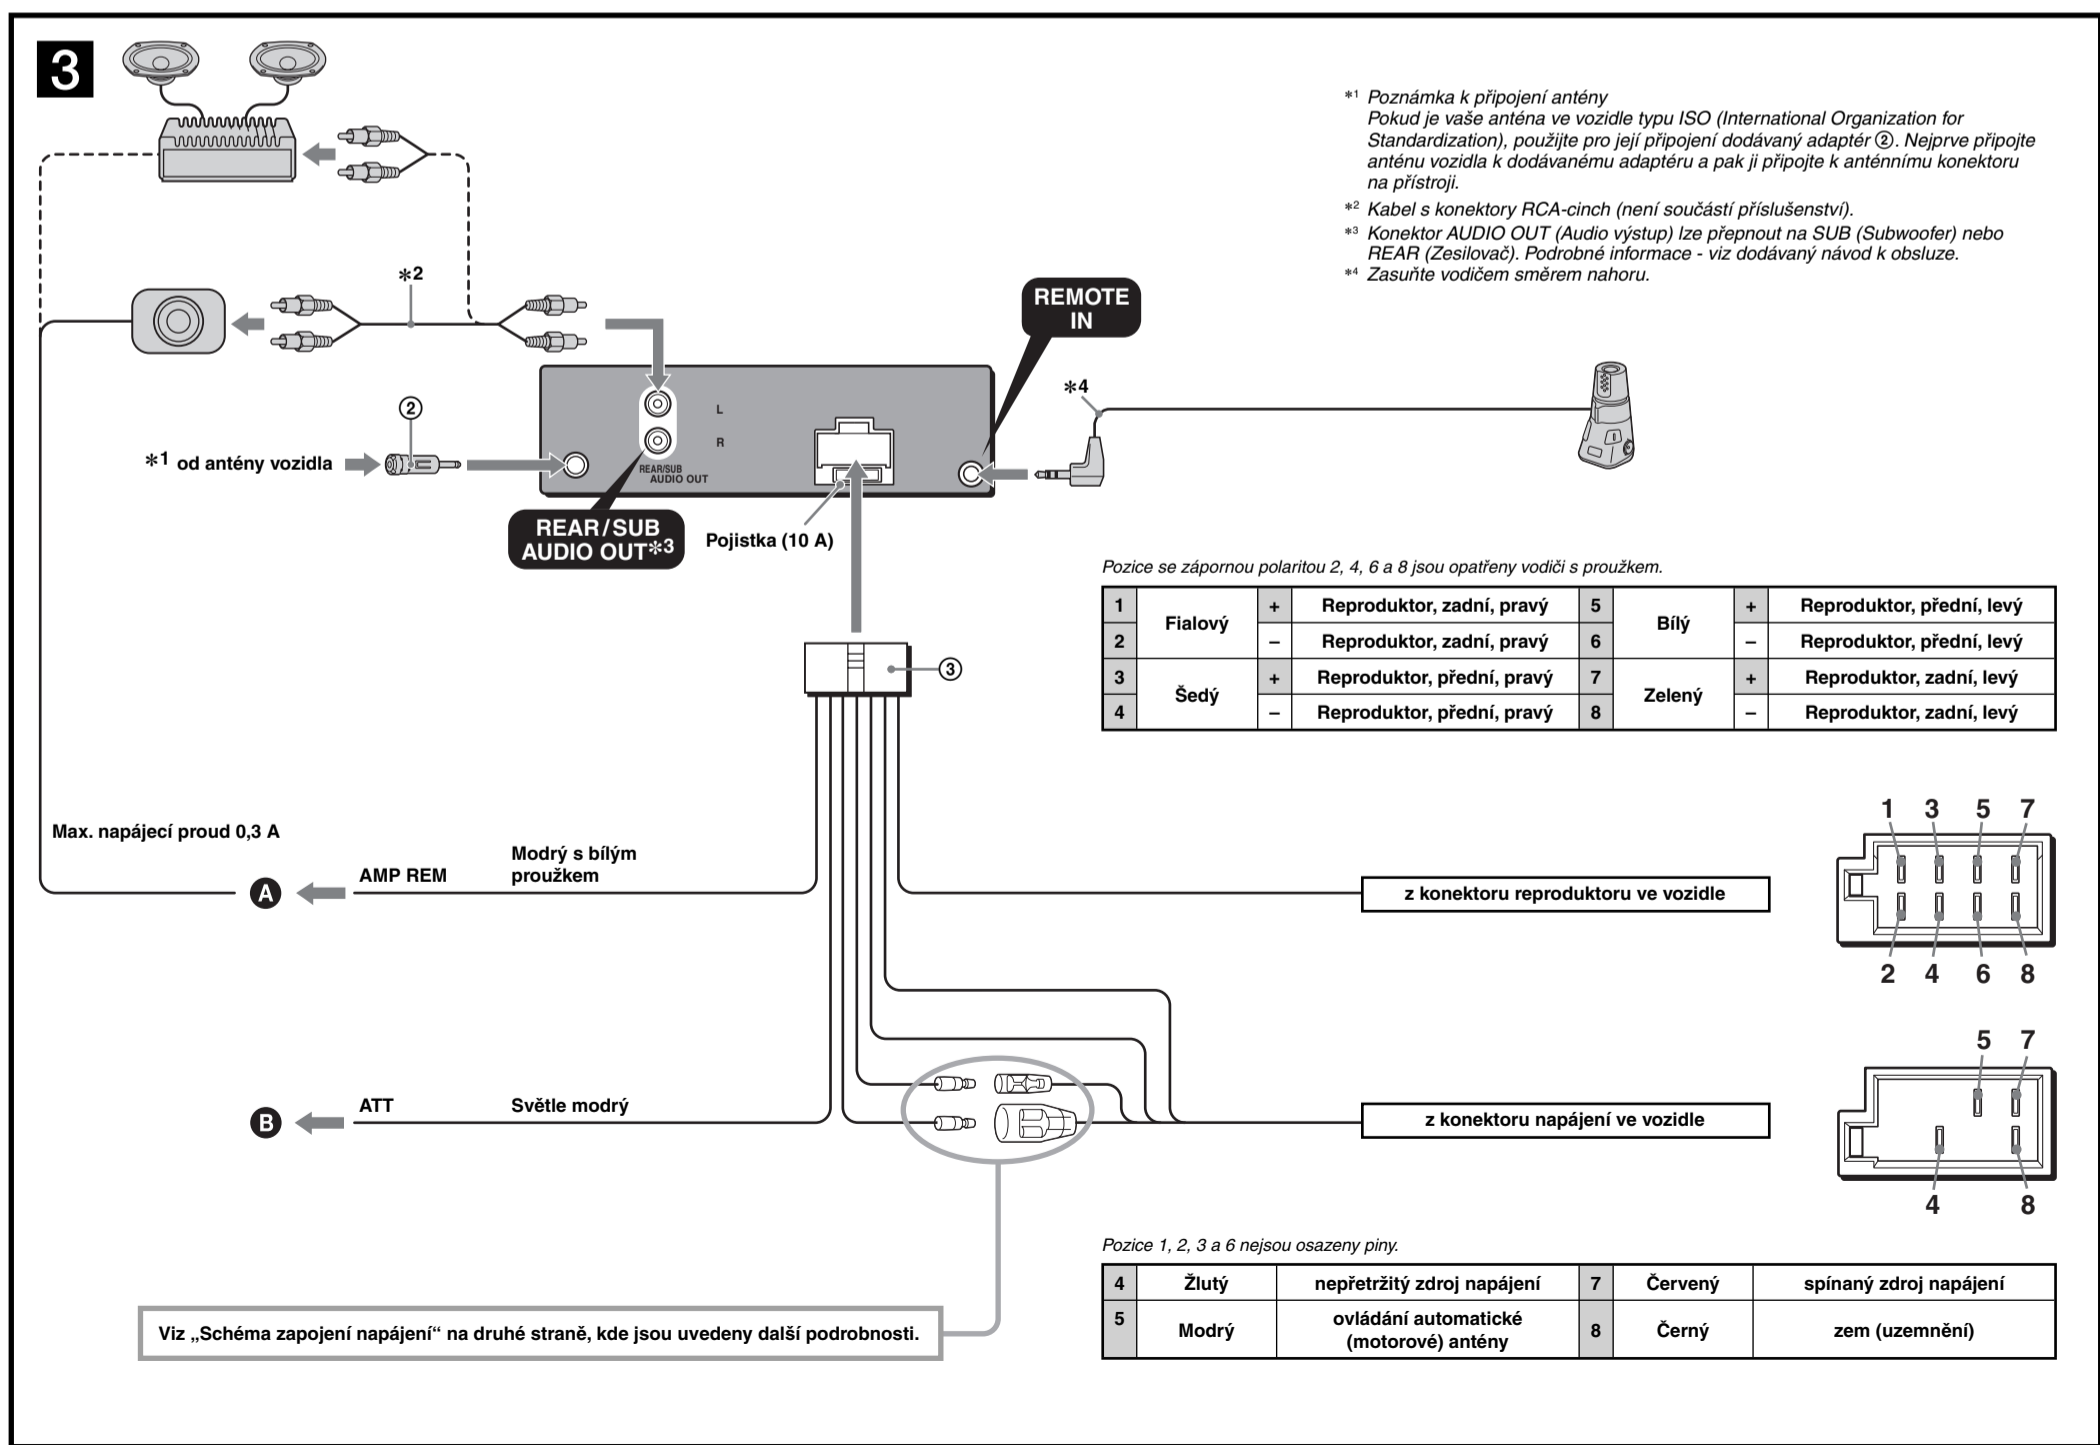 3
*1 Poznámka k připojení antény
Pokud je vaše anténa ve vozidle typu ISO (International Organization for
Standardization), použijte pro její připojení dodávaný adaptér ②. Nejprve připojte
anténu vozidla k dodávanému adaptéru a pak ji připojte k anténnímu konektoru
na přístroji.
*2 Kabel s konektory RCA-cinch (není součástí příslušenství).
*3 Konektor AUDIO OUT (Audio výstup) lze přepnout na SUB (Subwoofer) nebo
REAR (Zesilovač). Podrobné informace - viz dodávaný návod k obsluze.
*4 Zasuňte vodičem směrem nahoru.
*2
REMOTE
IN
*4
②
L
R
*1 od antény vozidla
REAR/SUB
AUDIO OUT
REAR/SUB
AUDIO OUT*3
Pojistka (10 A)
Pozice se zápornou polaritou 2, 4, 6 a 8 jsou opatřeny vodiči s proužkem.
1 Fialový + Reproduktor, zadní, pravý 5 Bílý + Reproduktor, přední, levý
2 – Reproduktor, zadní, pravý 6 – Reproduktor, přední, levý
3 Šedý + Reproduktor, přední, pravý 7 Zelený + Reproduktor, zadní, levý
4 – Reproduktor, přední, pravý 8 – Reproduktor, zadní, levý
③
Max. napájecí proud 0,3 A
A
AMP REM
Modrý s bílým
proužkem
z konektoru reproduktoru ve vozidle
1 3 5 7
2 4 6 8
B
ATT
Světle modrý
z konektoru napájení ve vozidle
5 7
4 8
Pozice 1, 2, 3 a 6 nejsou osazeny piny.
4 Žlutý nepřetržitý zdroj napájení 7 Červený spínaný zdroj napájení
5 Modrý ovládání automatické
(motorové) antény 8 Černý zem (uzemnění)
Viz „Schéma zapojení napájení“ na druhé straně, kde jsou uvedeny další podrobnosti.